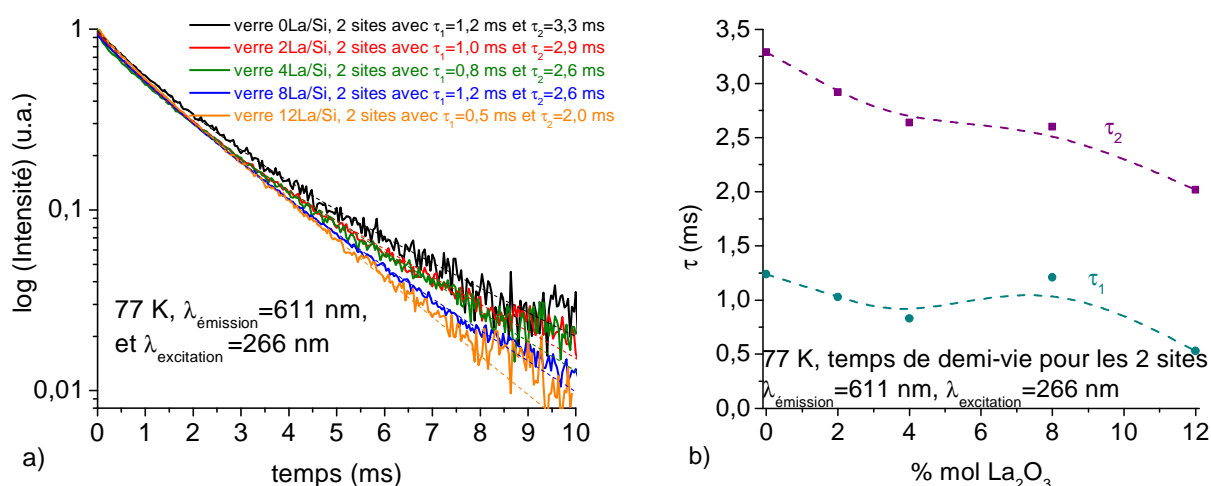 verre 0La/Si, 2 sites avec τ₁=1,2 ms et τ₂=3,3 ms
verre 2La/Si, 2 sites avec τ₁=1,0 ms et τ₂=2,9 ms
verre 4La/Si, 2 sites avec τ₁=0,8 ms et τ₂=2,6 ms
verre 8La/Si, 2 sites avec τ₁=1,2 ms et τ₂=2,6 ms
verre 12La/Si, 2 sites avec τ₁=0,5 ms et τ₂=2,0 ms
1
0,1
0,01
log (Intensité) (u.a.)
77 K, λémission=611 nm,
et λexcitation=266 nm
0 1 2 3 4 5 6 7 8 9 10
temps (ms)
a)
3,5
3,0
2,5
2,0
1,5
1,0
0,5
0,0
τ (ms)
τ₂
τ₁
77 K, temps de demi-vie pour les 2 sites
λémission=611 nm, λexcitation=266 nm
0 2 4 6 8 10 12
% mol La₂O₃
b)